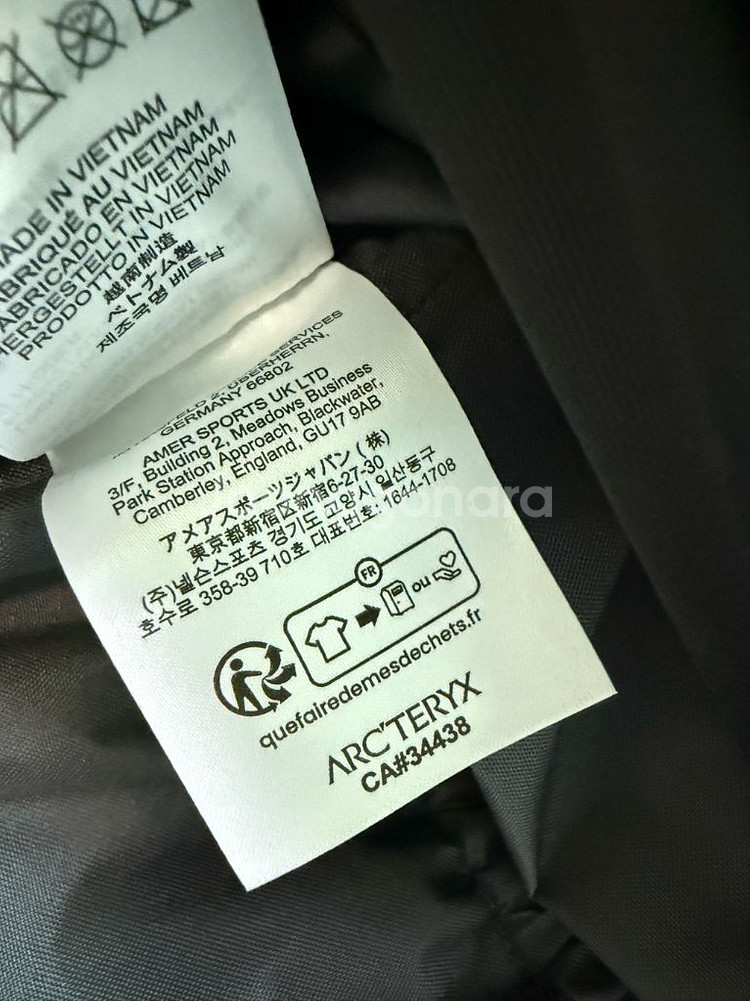 MADE IN VIETNAM
FABRIQUÉ AU VIETNAM
FABRICADO EN VIETNAM
HERGESTELLT IN VIETNAM
PRODOTTO IN VIETNAM
越南制造
ベトナム製
제조국명 베트남
SERVICES
2, ÜBERHERRN,
GERMANY 66802
AMER SPORTS UK LTD
3/F, Building 2, Meadows Business
Park Station Approach, Blackwater,
Camberley, England, GU17 9AB
アメアスポーツジャパン (株)
東京都新宿区新宿6-27-30
(주)넬슨스포츠 경기도 고양시 일산동구
호수로 358-39 710호 대표번호: 1644-1708
FR
ou
quefairedemesdechets.fr
ARC'TERYX
CA#34438